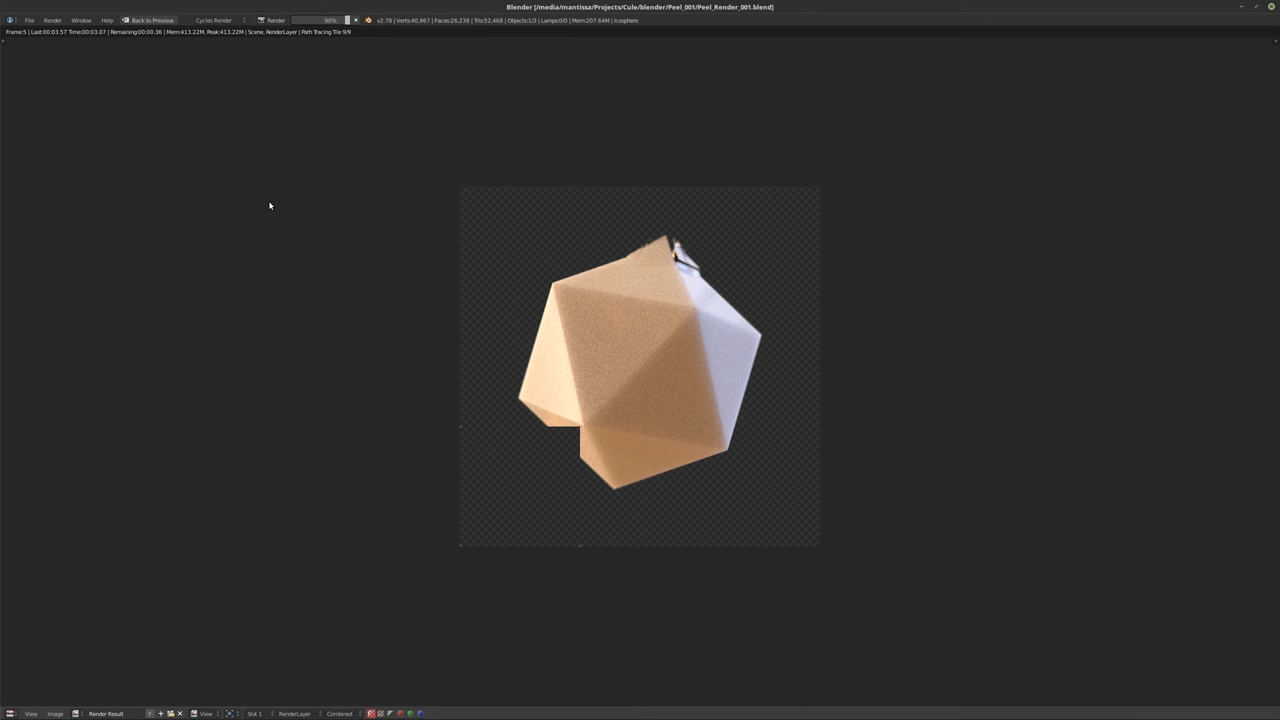 Blender [/media/mantissa/Projects/Cule/blender/Peel_001/Peel_Render_001.blend]
File Render Window Help Back to Previous Cycles Render Render 90% v2.78 | Verts:40,967 | Faces:26,238 | Tris:52,468 | Objects:1/3 | Lamps:0/0 | Mem:207.64M | Icosphere
Frame:5 | Last:00:03.57 Time:00:03.07 | Remaining:00:00.36 | Mem:413.22M, Peak:413.22M | Scene, RenderLayer | Path Tracing Tile 9/9
View Image Render Result F View Slot 1 RenderLayer Combined